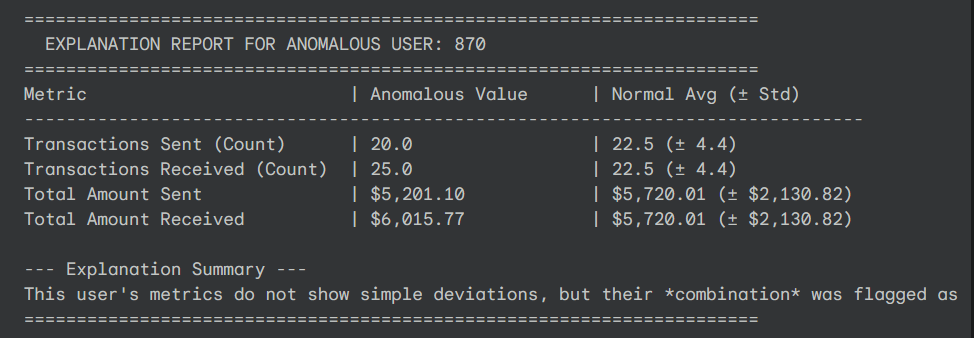 ======================================================================
EXPLANATION REPORT FOR ANOMALOUS USER: 870
======================================================================
Metric | Anomalous Value | Normal Avg (± Std)
--------------------------------------------------------------------------------
Transactions Sent (Count) | 20.0 | 22.5 (± 4.4)
Transactions Received (Count) | 25.0 | 22.5 (± 4.4)
Total Amount Sent | $5,201.10 | $5,720.01 (± $2,130.82)
Total Amount Received | $6,015.77 | $5,720.01 (± $2,130.82)
--- Explanation Summary ---
This user's metrics do not show simple deviations, but their *combination* was flagged as
======================================================================